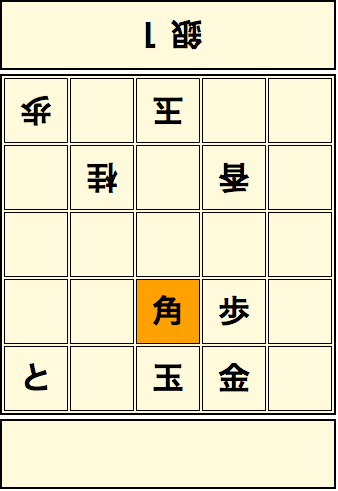 銀 1
歩 王
桂 香
角 歩
と 玉 金